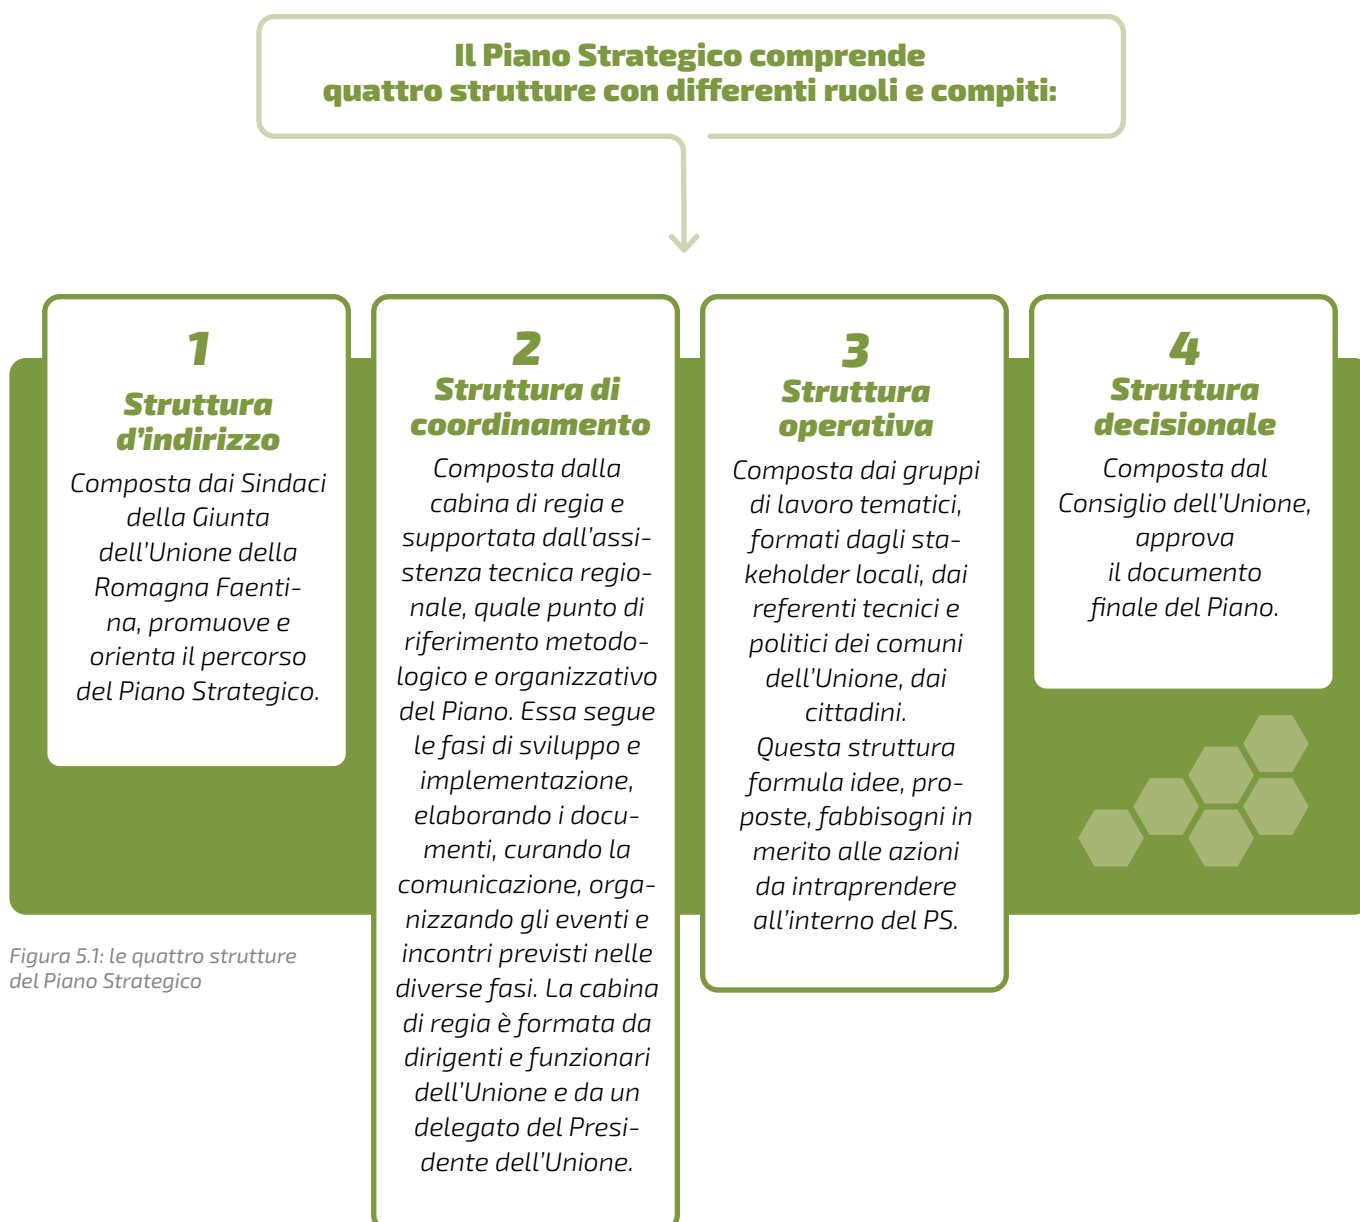 Il Piano Strategico comprende
quattro strutture con differenti ruoli e compiti:
1
Struttura
d’indirizzo
Composta dai Sindaci
della Giunta
dell’Unione della
Romagna Faenti-
na, promuove e
orienta il percorso
del Piano Strategico.
2
Struttura di
coordinamento
Composta dalla
cabina di regia e
supportata dall’assi-
stenza tecnica regio-
nale, quale punto di
riferimento metodo-
logico e organizzativo
del Piano. Essa segue
le fasi di sviluppo e
implementazione,
elaborando i docu-
menti, curando la
comunicazione, orga-
nizzando gli eventi e
incontri previsti nelle
diverse fasi. La cabina
di regia è formata da
dirigenti e funzionari
dell’Unione e da un
delegato del Presi-
dente dell’Unione.
3
Struttura
operativa
Composta dai gruppi
di lavoro tematici,
formati dagli sta-
keholder locali, dai
referenti tecnici e
politici dei comuni
dell’Unione, dai
cittadini.
Questa struttura
formula idee, pro-
poste, fabbisogni in
merito alle azioni
da intraprendere
all’interno del PS.
4
Struttura
decisionale
Composta dal
Consiglio dell’Unione,
approva
il documento
finale del Piano.
Figura 5.1: le quattro strutture
del Piano Strategico